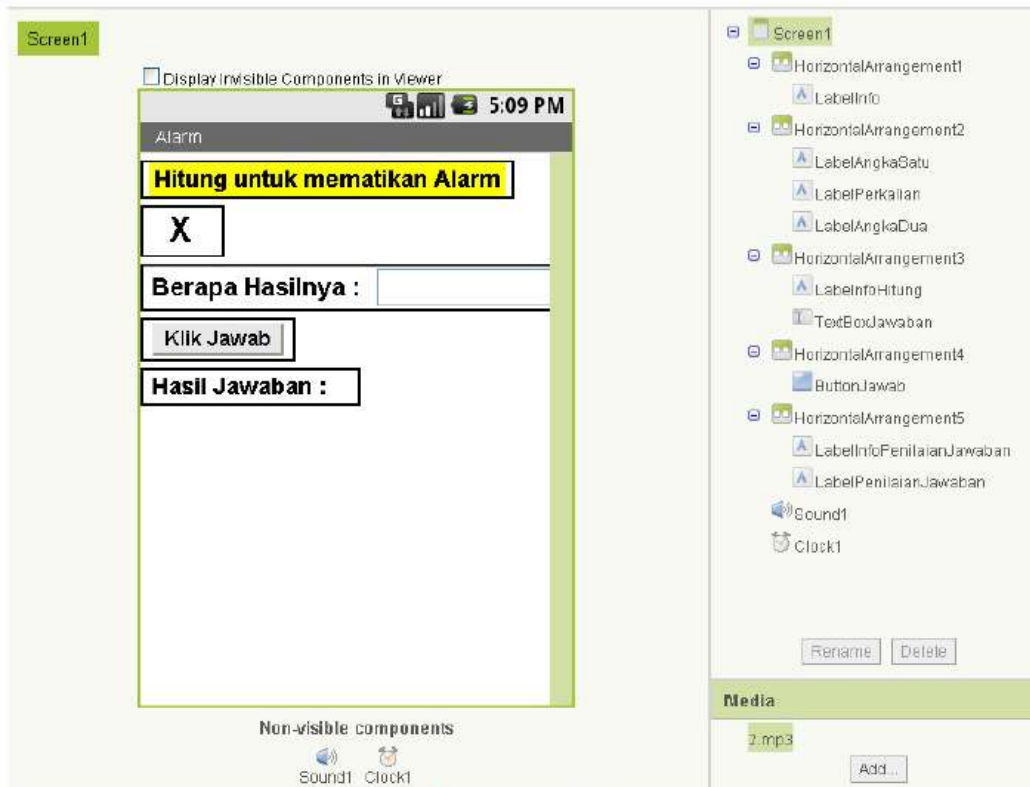 Screen1
Display Invisible Components in Viewer
5:09 PM
Alarm
Hitung untuk mematikan Alarm
X
Berapa Hasilnya :
Klik Jawab
Hasil Jawaban :
Non-visible components
Sound1 Clock1
Screen1
HorizontalArrangement1
LabelInfo
HorizontalArrangement2
LabelAngkaSatu
LabelPerkalian
LabelAngkaDua
HorizontalArrangement3
LabelnfoHitung
TextBoxJawaban
HorizontalArrangement4
ButtonJawab
HorizontalArrangement5
LabelInfoPenilaianJawaban
LabelPenilaianJawaban
Sound1
Clock1
Rename Delete
Media
2.mp3
Add...